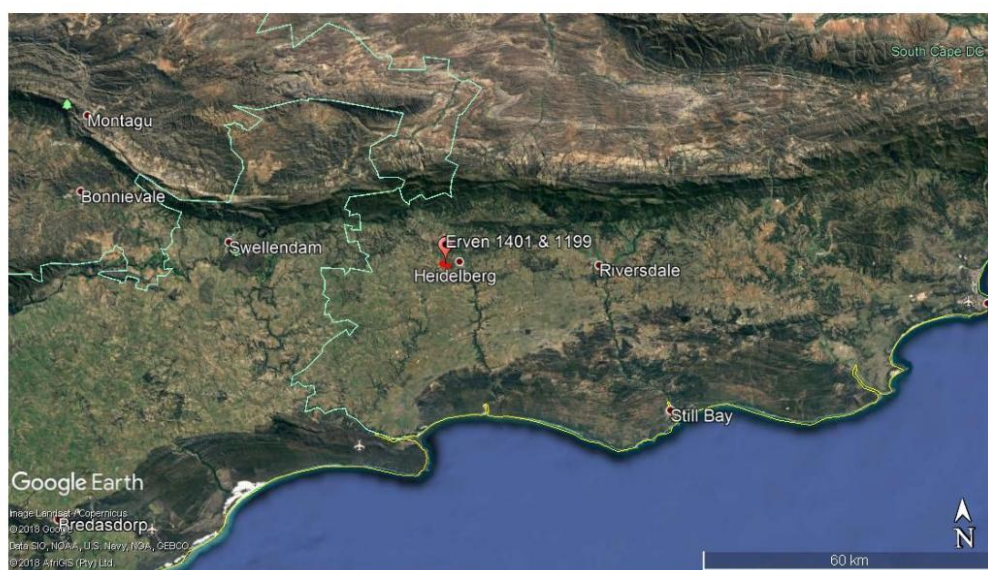 South Cape DC
Montagu
Bonnievale
Swellendam
Erven 1401 & 1199
Heidelberg
Riversdale
Still Bay
Google Earth
Image Landsat / Copernicus
© 2018 Google
Bredasdorp
Data SIO, NOAA, U.S. Navy, NGA, GEBCO
© 2018 AfriGIS (Pty) Ltd.
N
60 km